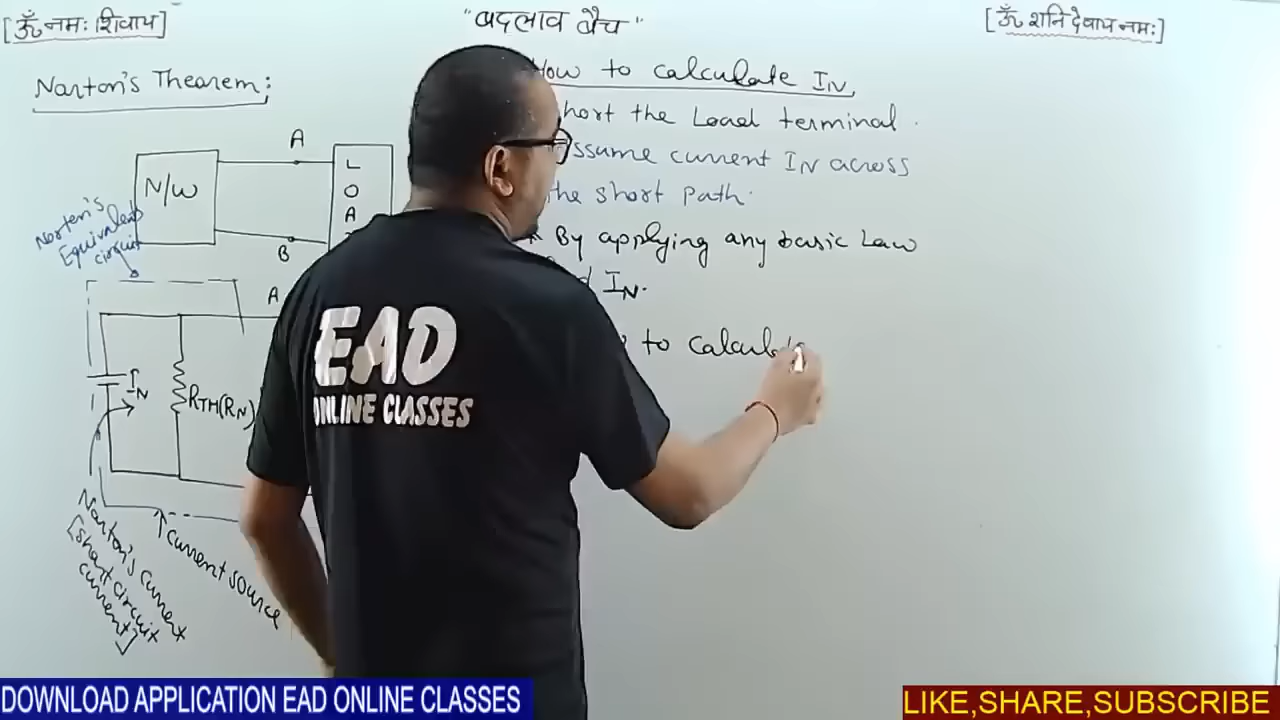 [ॐ नमः शिवाय]
"बदलाव बैच"
[ॐ शनि देवाय नमः]
Norton's Theorem:
N/W
A
B
L
O
A
Norton's
Equivalent
circuit
A
IN
RTH(RN)
Norton's current
[short circuit
current]
current source
How to calculate IN
hort the Load terminal.
ssume current IN across
the short path.
* By applying any basic Law
IN.
to calculate
EAD
ONLINE CLASSES
DOWNLOAD APPLICATION EAD ONLINE CLASSES
LIKE,SHARE,SUBSCRIBE